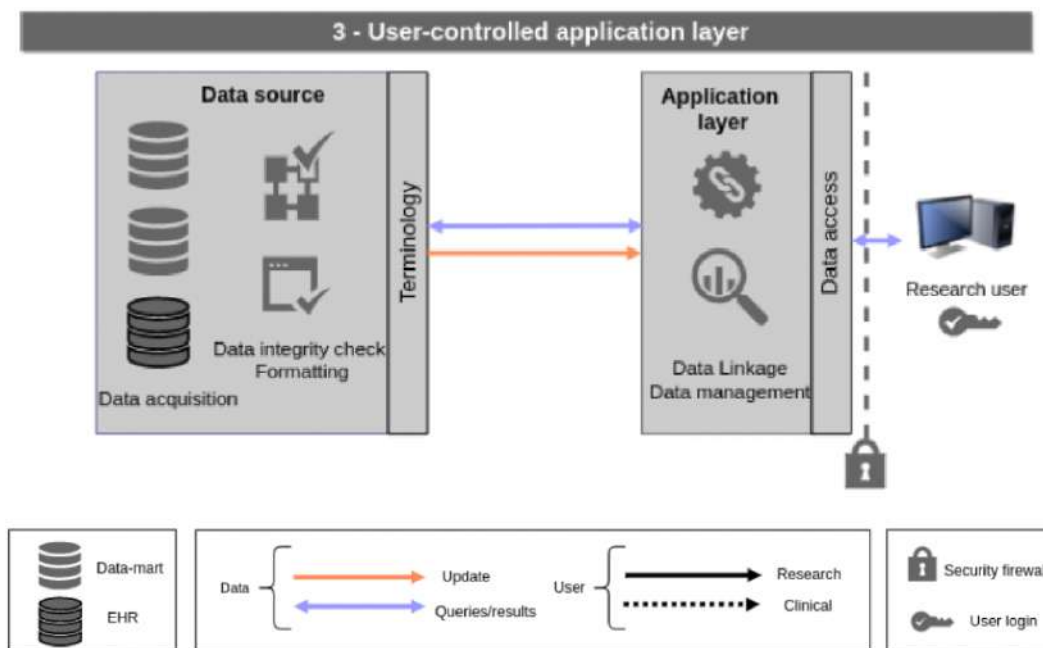 3 - User-controlled application layer
Data source
Data integrity check
Formatting
Data acquisition
Terminology
Application
layer
Data Linkage
Data management
Data access
Research user
Data-mart
EHR
Data
Update
Queries/results
User
Research
Clinical
Security firewal
User login